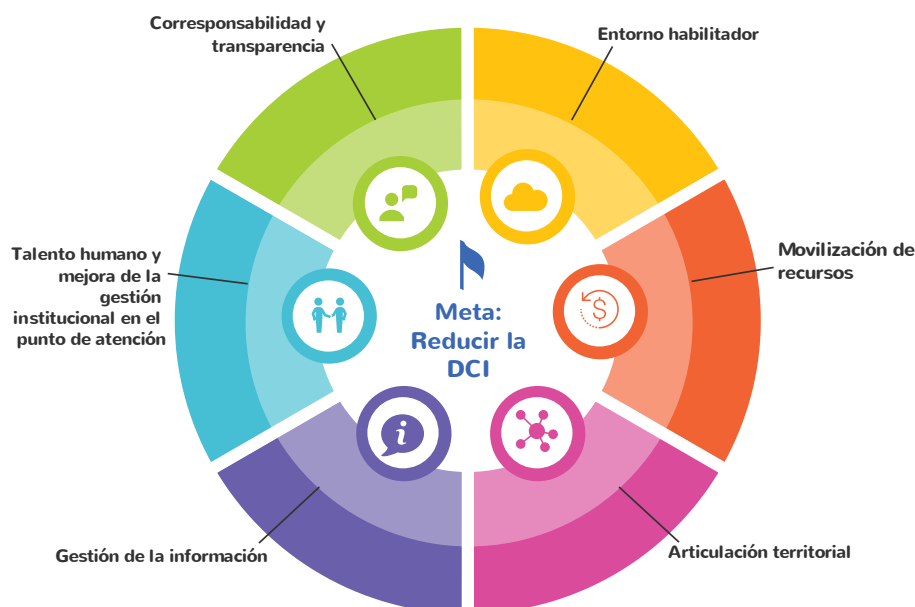 Corresponsabilidad y
transparencia
Entorno habilitador
Talento humano y
mejora de la
gestión
institucional en el
punto de atención
Movilización de
recursos
$
Meta:
Reducir la
DCI
i
Gestión de la información
Articulación territorial